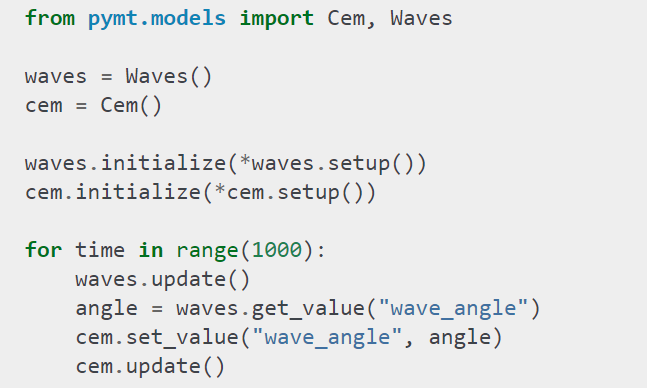 from pymt.models import Cem, Waves
waves = Waves()
cem = Cem()
waves.initialize(*waves.setup())
cem.initialize(*cem.setup())
for time in range(1000):
    waves.update()
    angle = waves.get_value("wave_angle")
    cem.set_value("wave_angle", angle)
    cem.update()